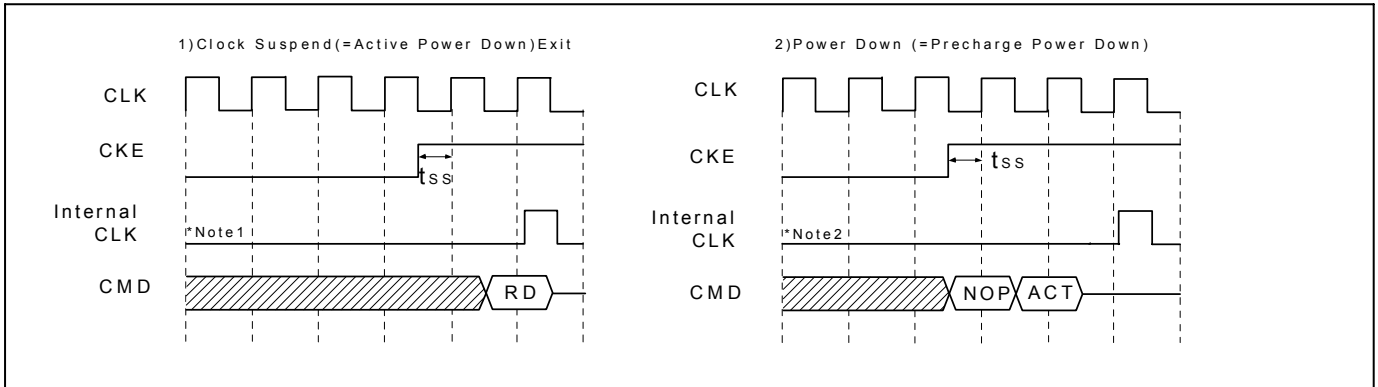 1)Clock Suspend(=Active Power Down)Exit
CLK
CKE
tss
Internal
CLK
*Note1
CMD
RD
2)Power Down (=Precharge Power Down)
CLK
CKE
tss
Internal
CLK
*Note2
CMD
NOP
ACT